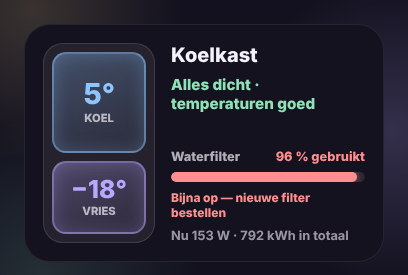 5°
KOEL
−18°
VRIES
Koelkast
Alles dicht ·
temperaturen goed
Waterfilter 96 % gebruikt
Bijna op — nieuwe filter
bestellen
Nu 153 W · 792 kWh in totaal